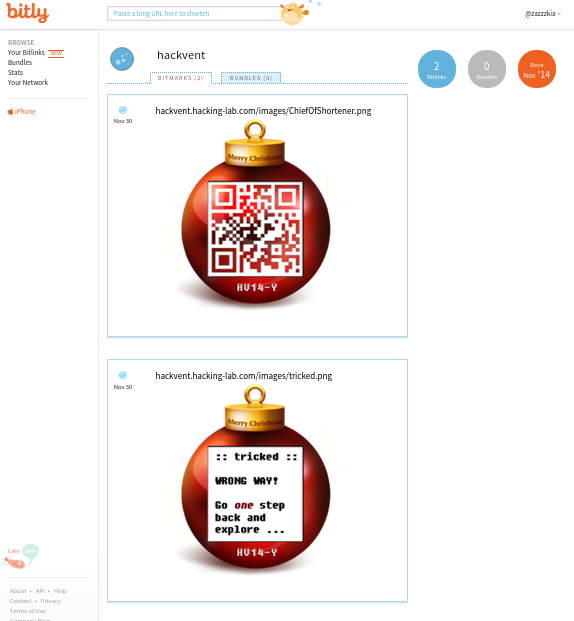 bitly
Paste a long URL here to shorten
@zazzzkia
BROWSE
Your Bitlinks NEW
Bundles
Stats
Your Network
iPhone
hackvent
BITMARKS (2)
BUNDLES (0)
2
Bitlinks
0
Bundles
Since
Nov '14
Nov 30
hackvent.hacking-lab.com/images/ChiefOfShortener.png
Merry Christmas
HV14-Y
Nov 30
hackvent.hacking-lab.com/images/tricked.png
Merry Christmas
:: tricked ::
WRONG WAY!
Go one step
back and
explore ...
HV14-Y
Labs Beta
About • API • Help
Contact • Privacy
Terms of Use
Company Blog